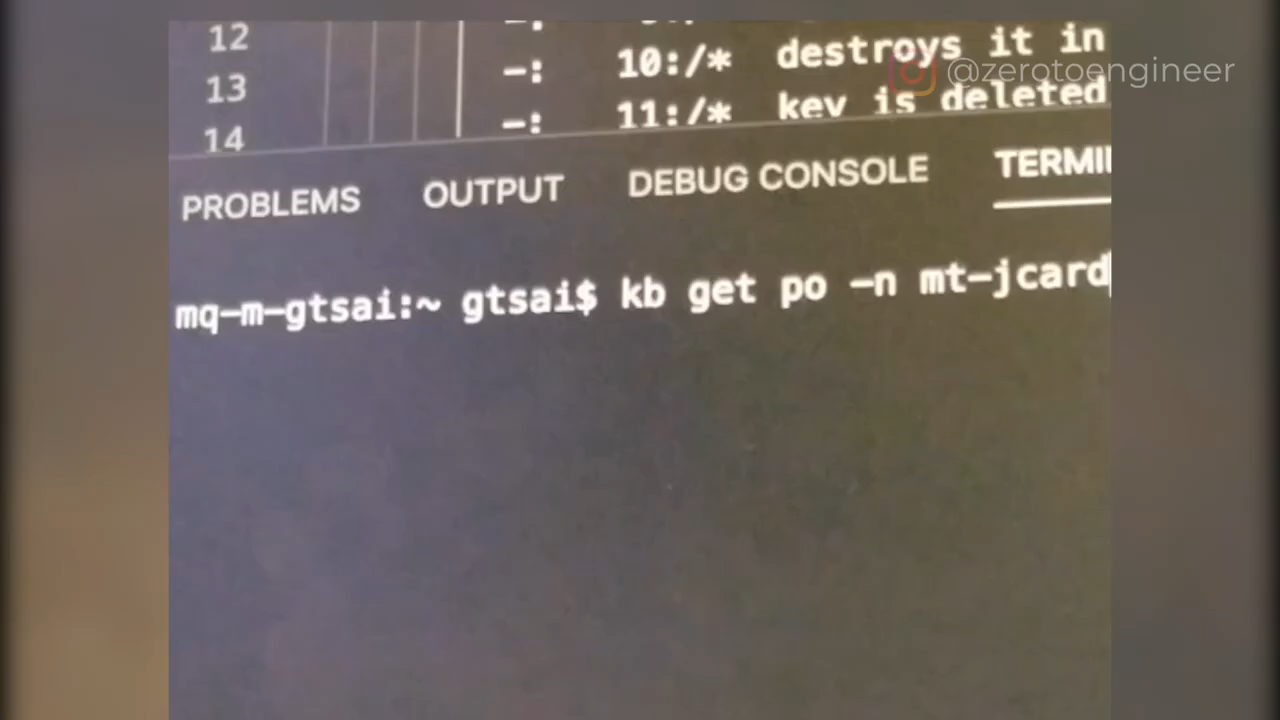 12
13
14
10:/* destroys it in
-: 11:/* key is deleted
-:
@zerotoengineer
PROBLEMS OUTPUT DEBUG CONSOLE TERMI
mq-m-gtsai:~ gtsai$ kb get po -n mt-jcard